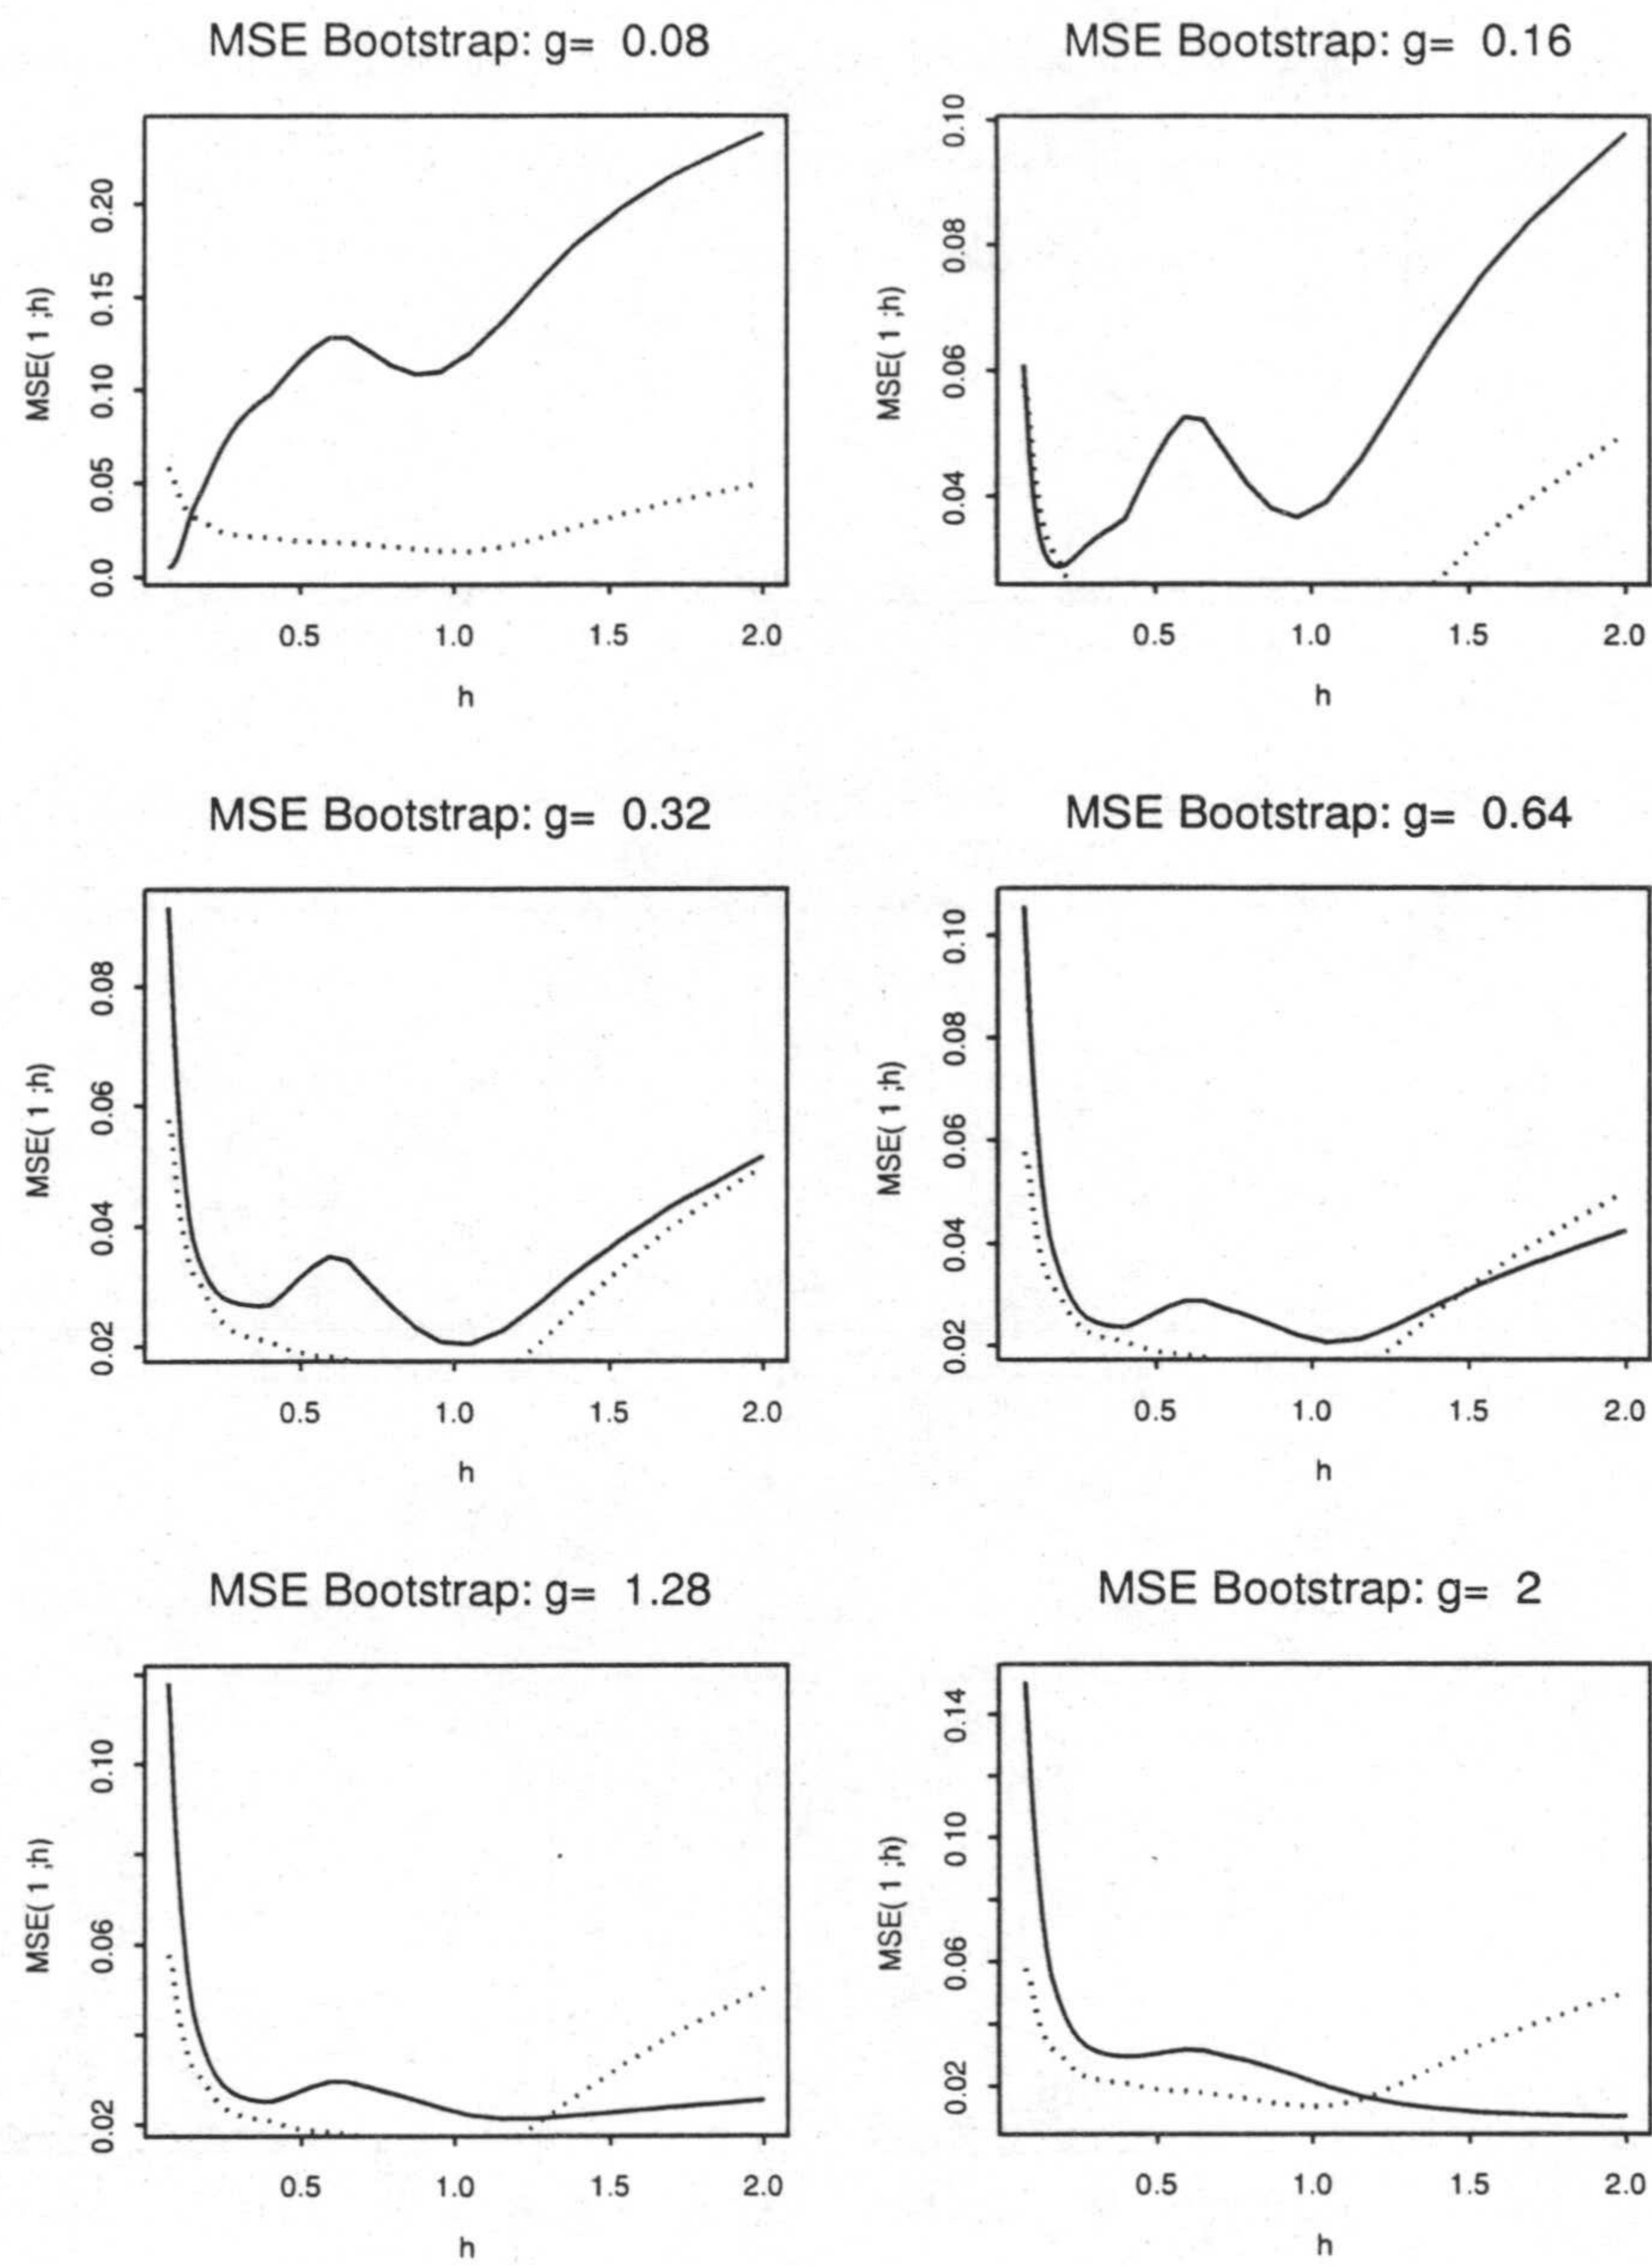 MSE Bootstrap: g= 0.08
MSE( 1 ;h)
0.0 0.05 0.10 0.15 0.20
0.5 1.0 1.5 2.0
h
MSE Bootstrap: g= 0.16
MSE( 1 ;h)
0.04 0.06 0.08 0.10
0.5 1.0 1.5 2.0
h
MSE Bootstrap: g= 0.32
MSE( 1 ;h)
0.02 0.04 0.06 0.08
0.5 1.0 1.5 2.0
h
MSE Bootstrap: g= 0.64
MSE( 1 ;h)
0.02 0.04 0.06 0.08 0.10
0.5 1.0 1.5 2.0
h
MSE Bootstrap: g= 1.28
MSE( 1 ;h)
0.02 0.06 0.10
0.5 1.0 1.5 2.0
h
MSE Bootstrap: g= 2
MSE( 1 ;h)
0.02 0.06 0 10 0.14
0.5 1.0 1.5 2.0
h